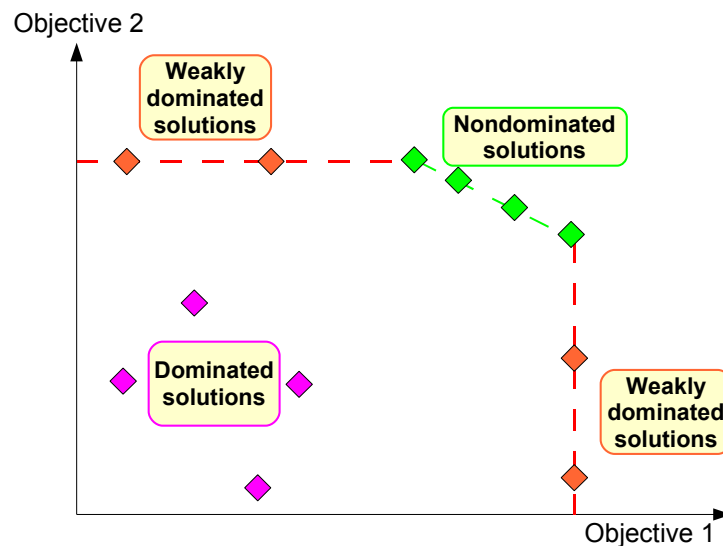 Objective 2
Weakly
dominated
solutions
Nondominated
solutions
Dominated
solutions
Weakly
dominated
solutions
Objective 1